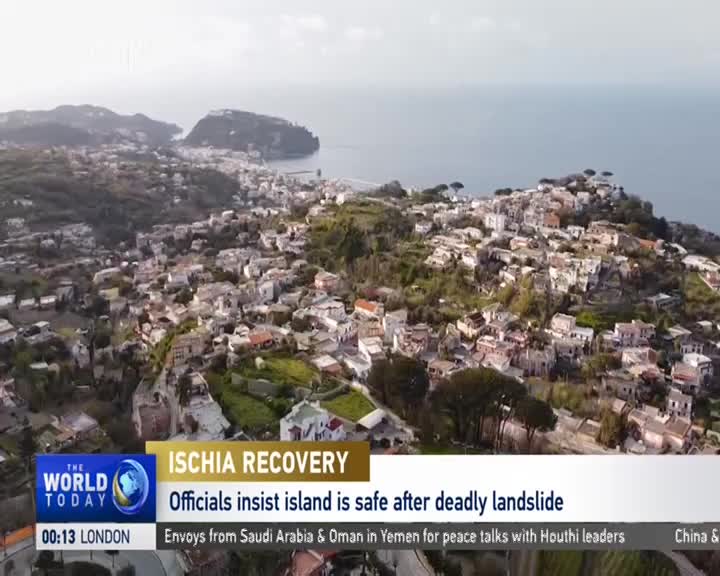 ISCHIA RECOVERY
THE
WORLD
TODAY
Officials insist island is safe after deadly landslide
00:13 LONDON
Envoys from Saudi Arabia & Oman in Yemen for peace talks with Houthi leaders
China &